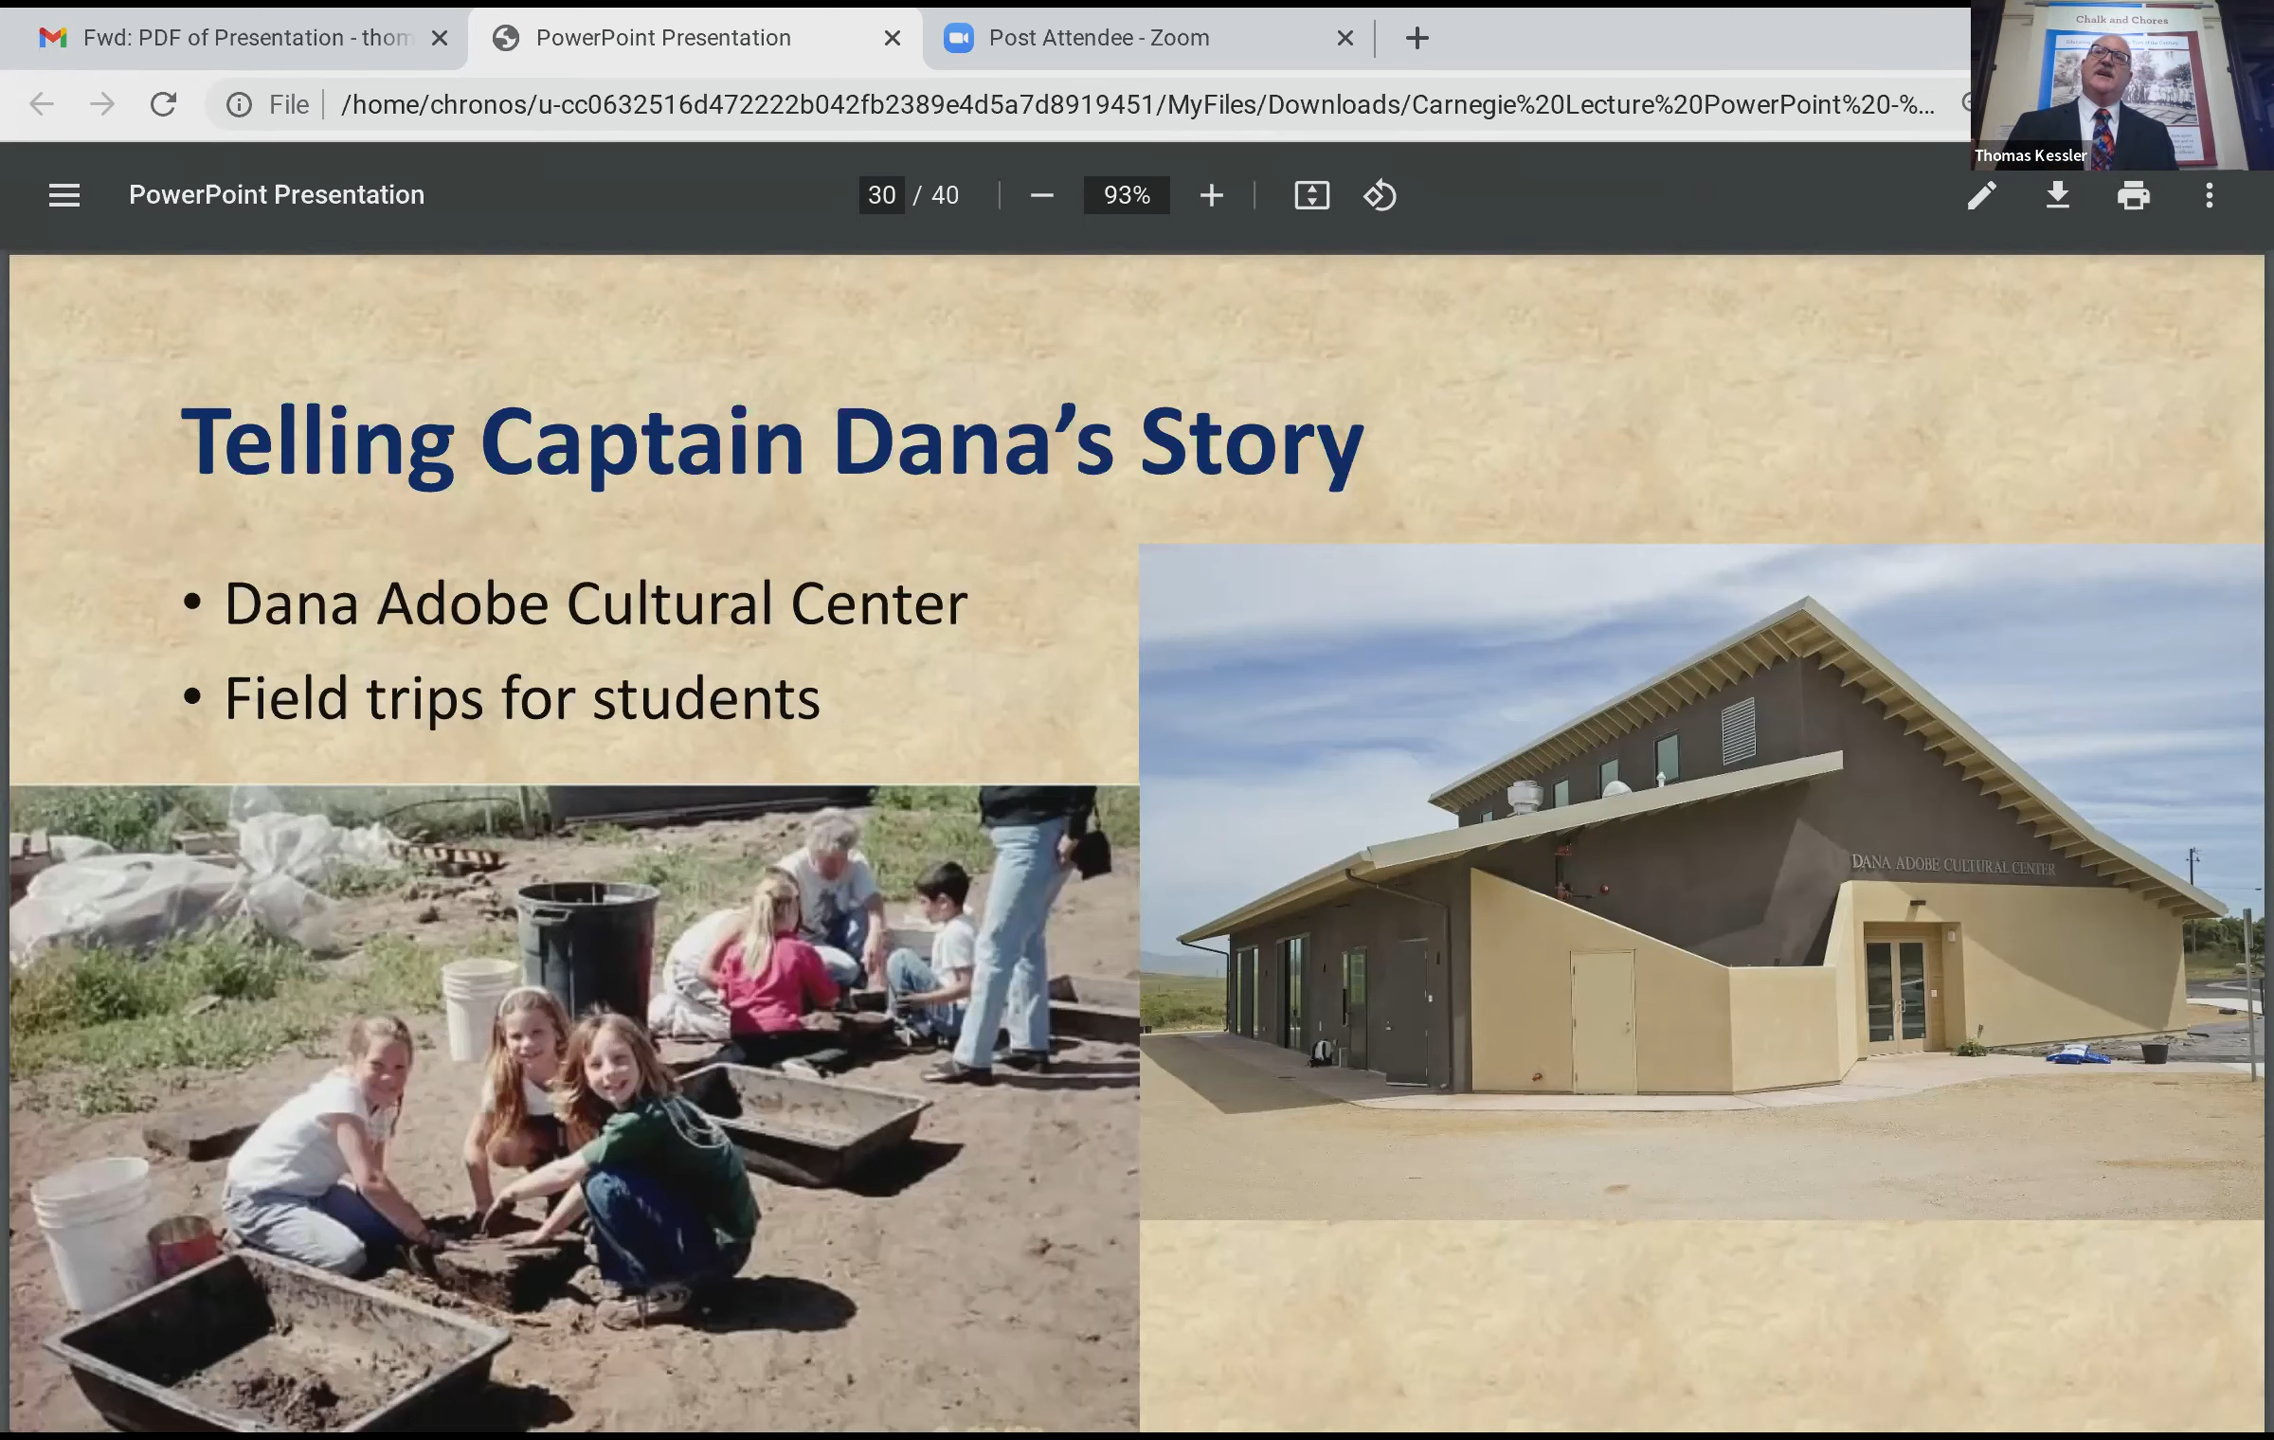 Fwd: PDF of Presentation - thom
PowerPoint Presentation
Post Attendee - Zoom
File
/home/chronos/u-cc0632516d472222b042fb2389e4d5a7d8919451/MyFiles/Downloads/Carnegie%20Lecture%20PowerPoint%20-%...
Chalk and Chores
Thomas Kessler
PowerPoint Presentation
30 / 40
93%
Telling Captain Dana's Story
• Dana Adobe Cultural Center
• Field trips for students
DANA ADOBE CULTURAL CENTER